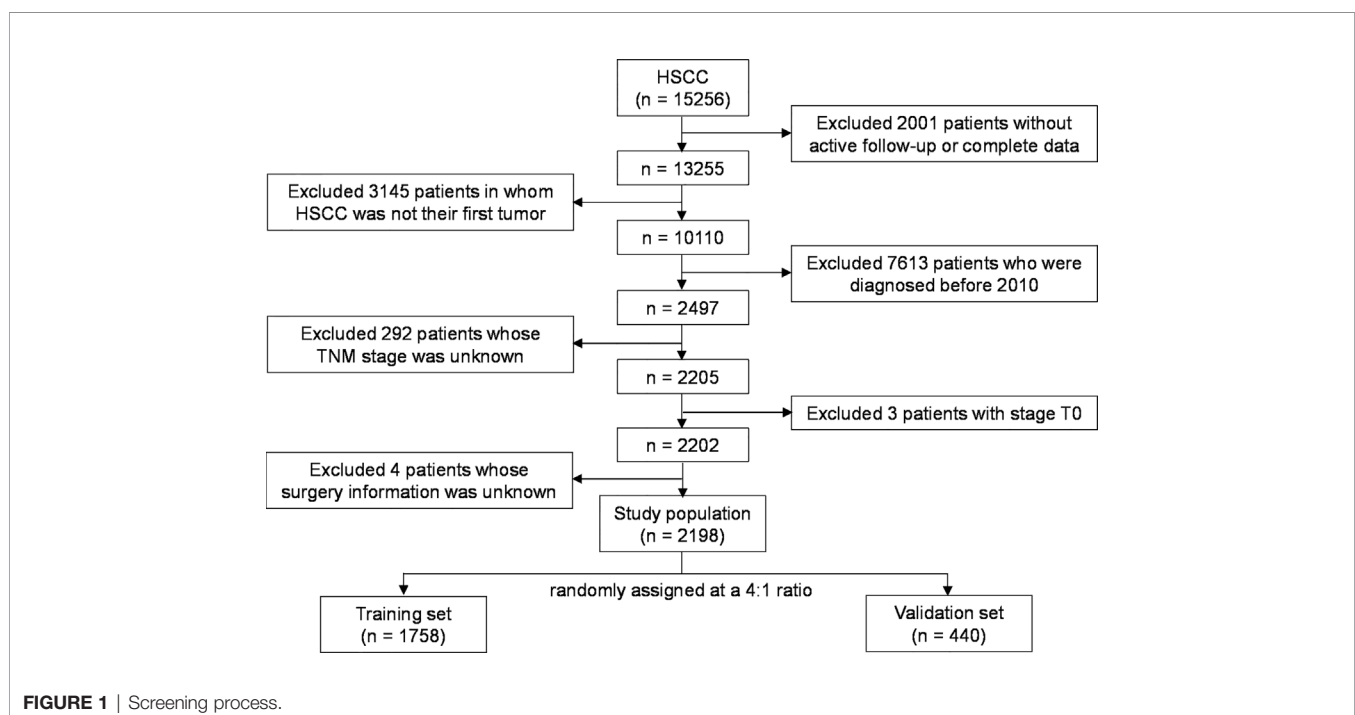 HSCC
(n = 15256)
Excluded 2001 patients without
active follow-up or complete data
n = 13255
Excluded 3145 patients in whom
HSCC was not their first tumor
n = 10110
Excluded 7613 patients who were
diagnosed before 2010
n = 2497
Excluded 292 patients whose
TNM stage was unknown
n = 2205
Excluded 3 patients with stage T0
n = 2202
Excluded 4 patients whose
surgery information was unknown
Study population
(n = 2198)
randomly assigned at a 4:1 ratio
Training set
(n = 1758)
Validation set
(n = 440)
FIGURE 1 | Screening process.